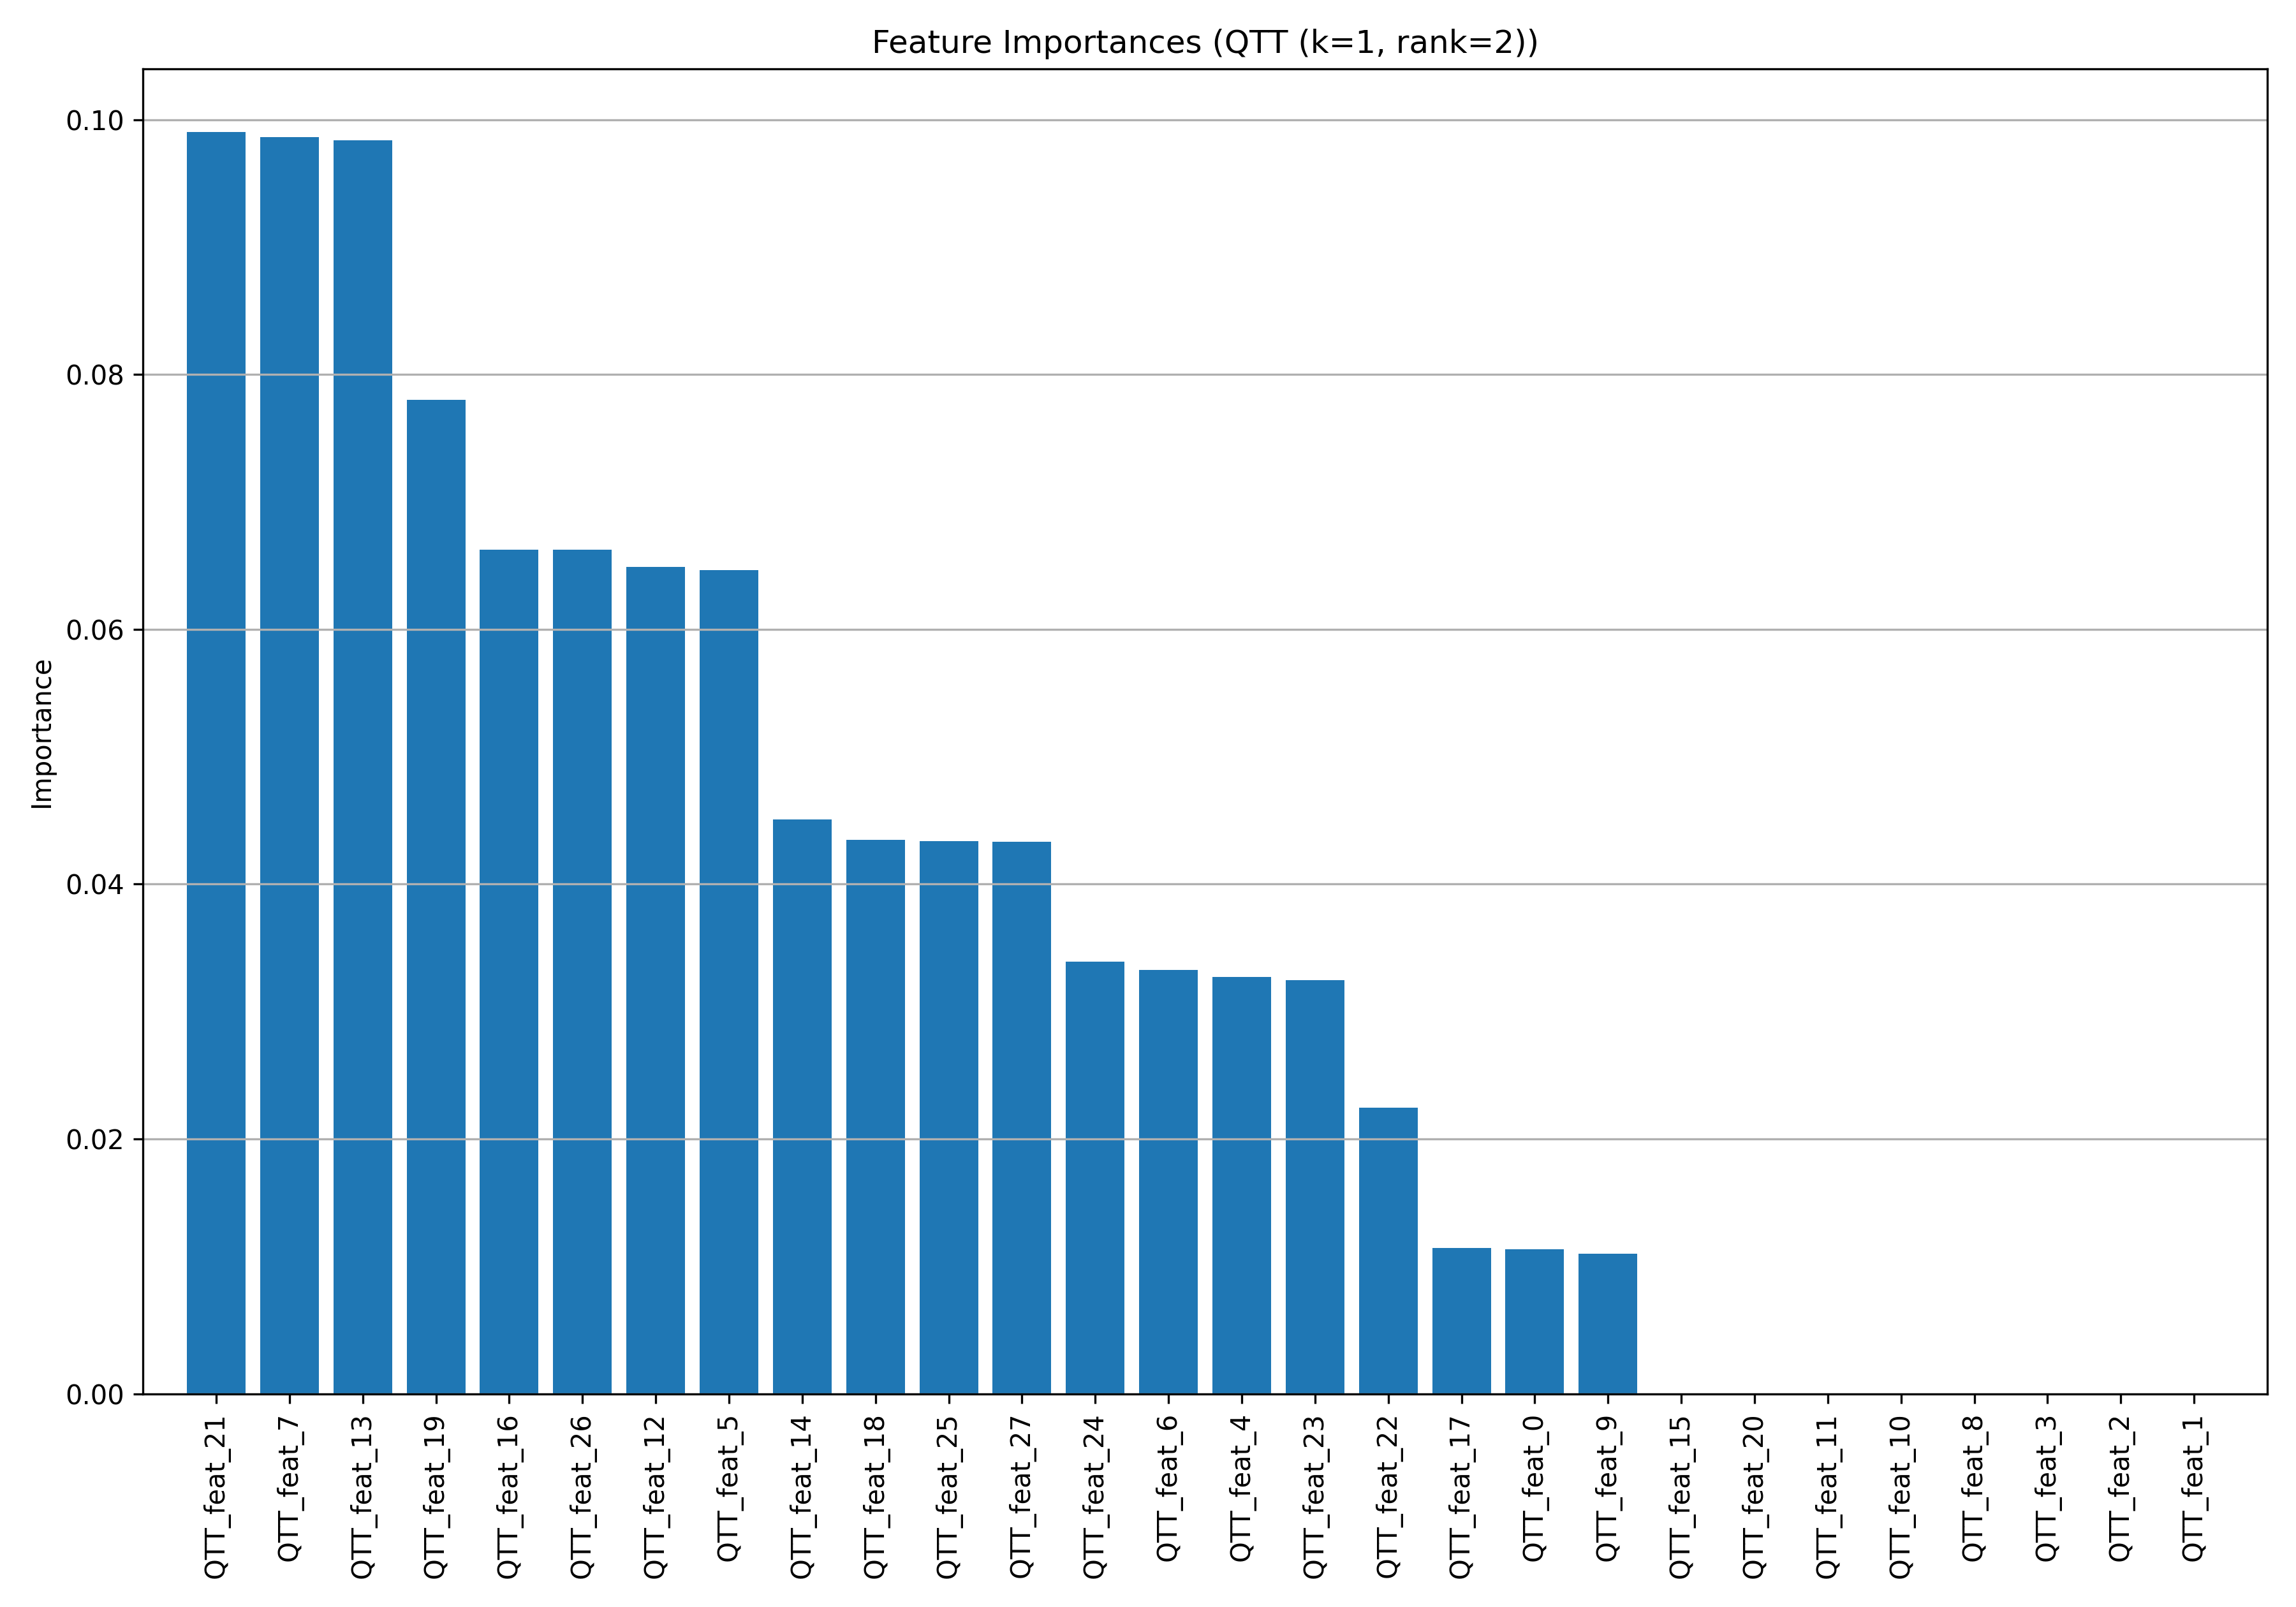 Feature Importances (QTT (k=1, rank=2))
Importance
0.10
0.08
0.06
0.04
0.02
0.00
QTT_feat_21
QTT_feat_7
QTT_feat_13
QTT_feat_19
QTT_feat_16
QTT_feat_26
QTT_feat_12
QTT_feat_5
QTT_feat_14
QTT_feat_18
QTT_feat_25
QTT_feat_27
QTT_feat_24
QTT_feat_6
QTT_feat_4
QTT_feat_23
QTT_feat_22
QTT_feat_17
QTT_feat_0
QTT_feat_9
QTT_feat_15
QTT_feat_20
QTT_feat_11
QTT_feat_10
QTT_feat_8
QTT_feat_3
QTT_feat_2
QTT_feat_1